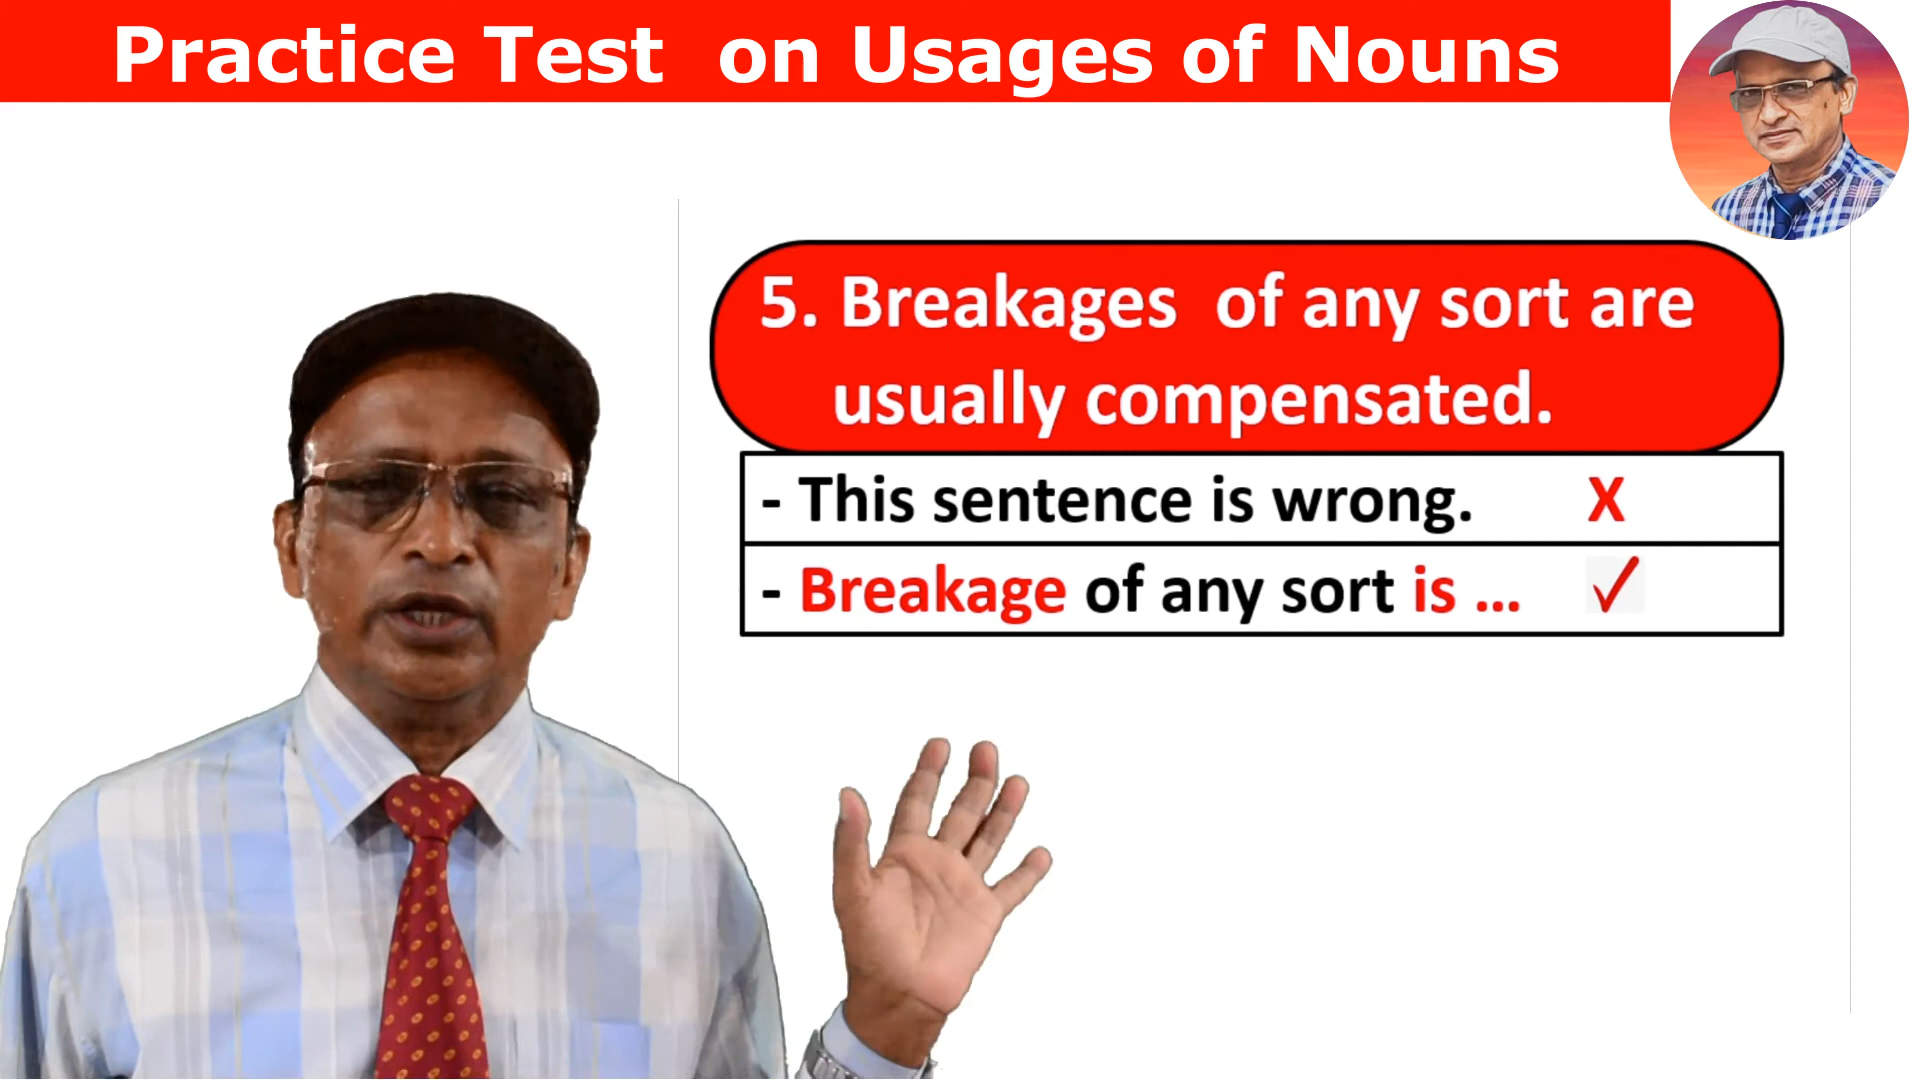 Practice Test on Usages of Nouns
5. Breakages of any sort are
usually compensated.
- This sentence is wrong. X
- Breakage of any sort is ... ✓